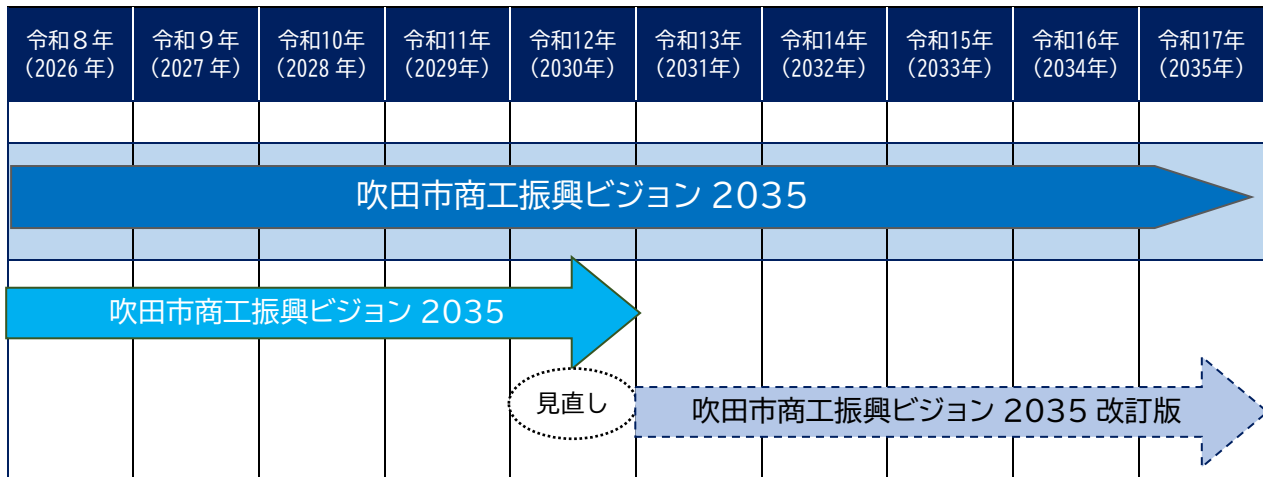 令和８年
（2026 年）
令和９年
（2027 年）
令和10年
（2028 年）
令和11年
（2029年）
令和12年
（2030年）
令和13年
（2031年）
令和14年
（2032年）
令和15年
（2033年）
令和16年
（2034年）
令和17年
（2035年）
吹田市商工振興ビジョン 2035
吹田市商工振興ビジョン 2035
見直し
吹田市商工振興ビジョン 2035 改訂版